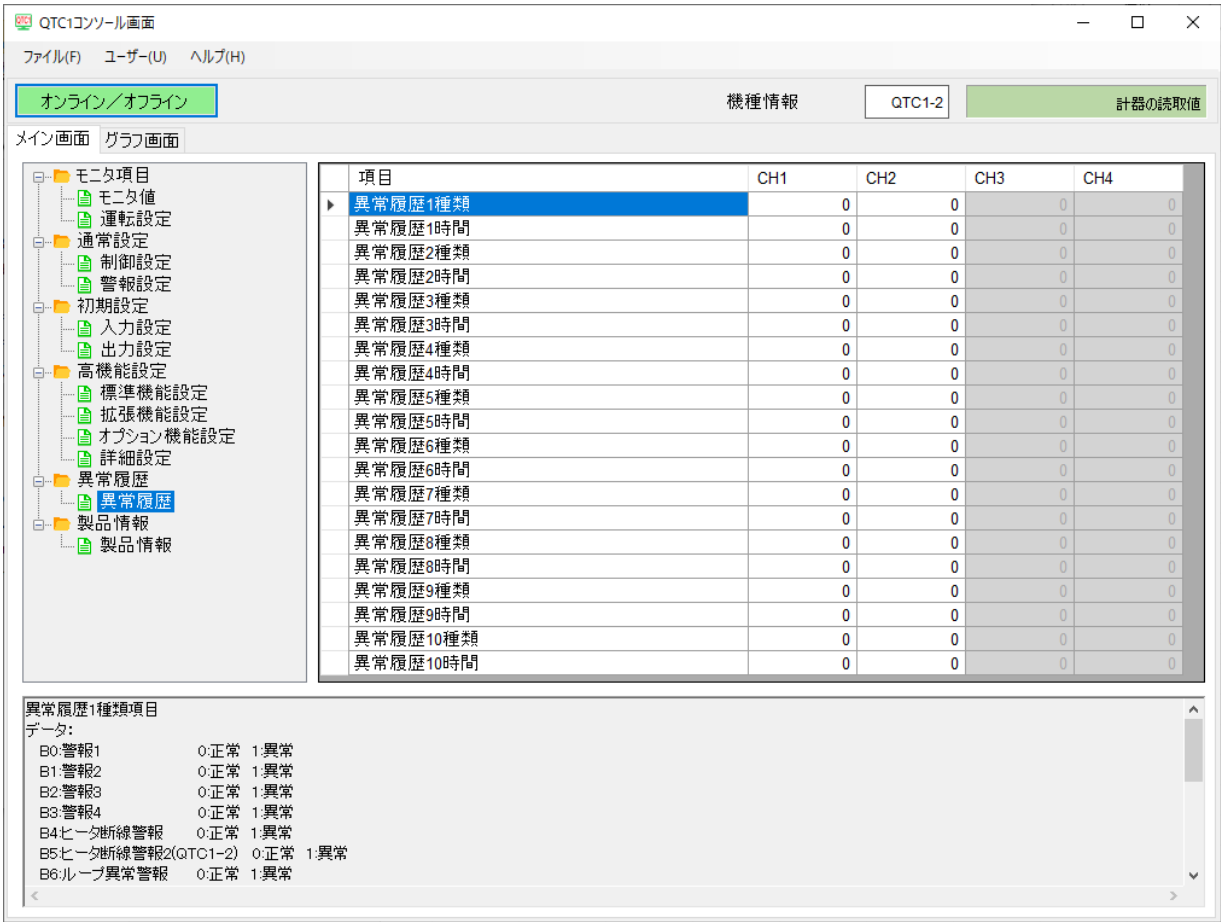 QTC1コンソール画面
ファイル(F) ユーザー(U) ヘルプ(H)
オンライン／オフライン 機種情報 QTC1-2 計器の読取値
メイン画面 グラフ画面
モニタ項目
モニタ値
運転設定
通常設定
制御設定
警報設定
初期設定
入力設定
出力設定
高機能設定
標準機能設定
拡張機能設定
オプション機能設定
詳細設定
異常履歴
異常履歴
製品情報
製品情報
項目 CH1 CH2 CH3 CH4
異常履歴1種類 0 0 0 0
異常履歴1時間 0 0 0 0
異常履歴2種類 0 0 0 0
異常履歴2時間 0 0 0 0
異常履歴3種類 0 0 0 0
異常履歴3時間 0 0 0 0
異常履歴4種類 0 0 0 0
異常履歴4時間 0 0 0 0
異常履歴5種類 0 0 0 0
異常履歴5時間 0 0 0 0
異常履歴6種類 0 0 0 0
異常履歴6時間 0 0 0 0
異常履歴7種類 0 0 0 0
異常履歴7時間 0 0 0 0
異常履歴8種類 0 0 0 0
異常履歴8時間 0 0 0 0
異常履歴9種類 0 0 0 0
異常履歴9時間 0 0 0 0
異常履歴10種類 0 0 0 0
異常履歴10時間 0 0 0 0
異常履歴1種類項目
データ:
B0:警報1 0:正常 1:異常
B1:警報2 0:正常 1:異常
B2:警報3 0:正常 1:異常
B3:警報4 0:正常 1:異常
B4:ヒータ断線警報 0:正常 1:異常
B5:ヒータ断線警報2(QTC1-2) 0:正常 1:異常
B6:ループ異常警報 0:正常 1:異常